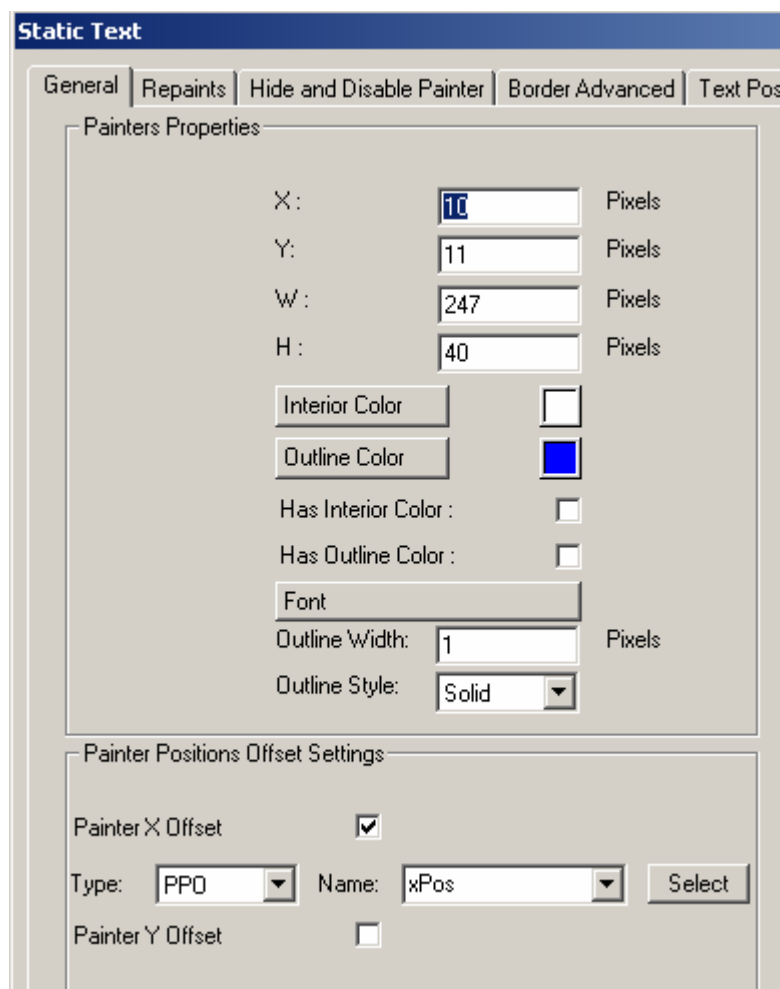 Static Text
General Repaints Hide and Disable Painter Border Advanced Text Pos
Painters Properties
X : 10 Pixels
Y: 11 Pixels
W : 247 Pixels
H : 40 Pixels
Interior Color
Outline Color
Has Interior Color :
Has Outline Color :
Font
Outline Width: 1 Pixels
Outline Style: Solid
Painter Positions Offset Settings
Painter X Offset
Type: PPO Name: xPos Select
Painter Y Offset